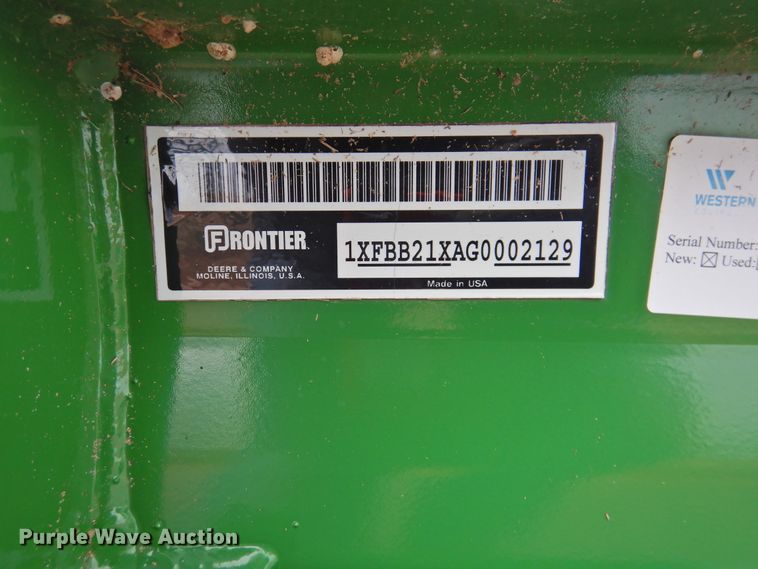 FRONTIER
DEERE & COMPANY
MOLINE, ILLINOIS, U.S.A.
1XFBB21XAG0002129
Made in USA
W
WESTERN
Serial Number:
New: ☒ Used:
Purple Wave Auction